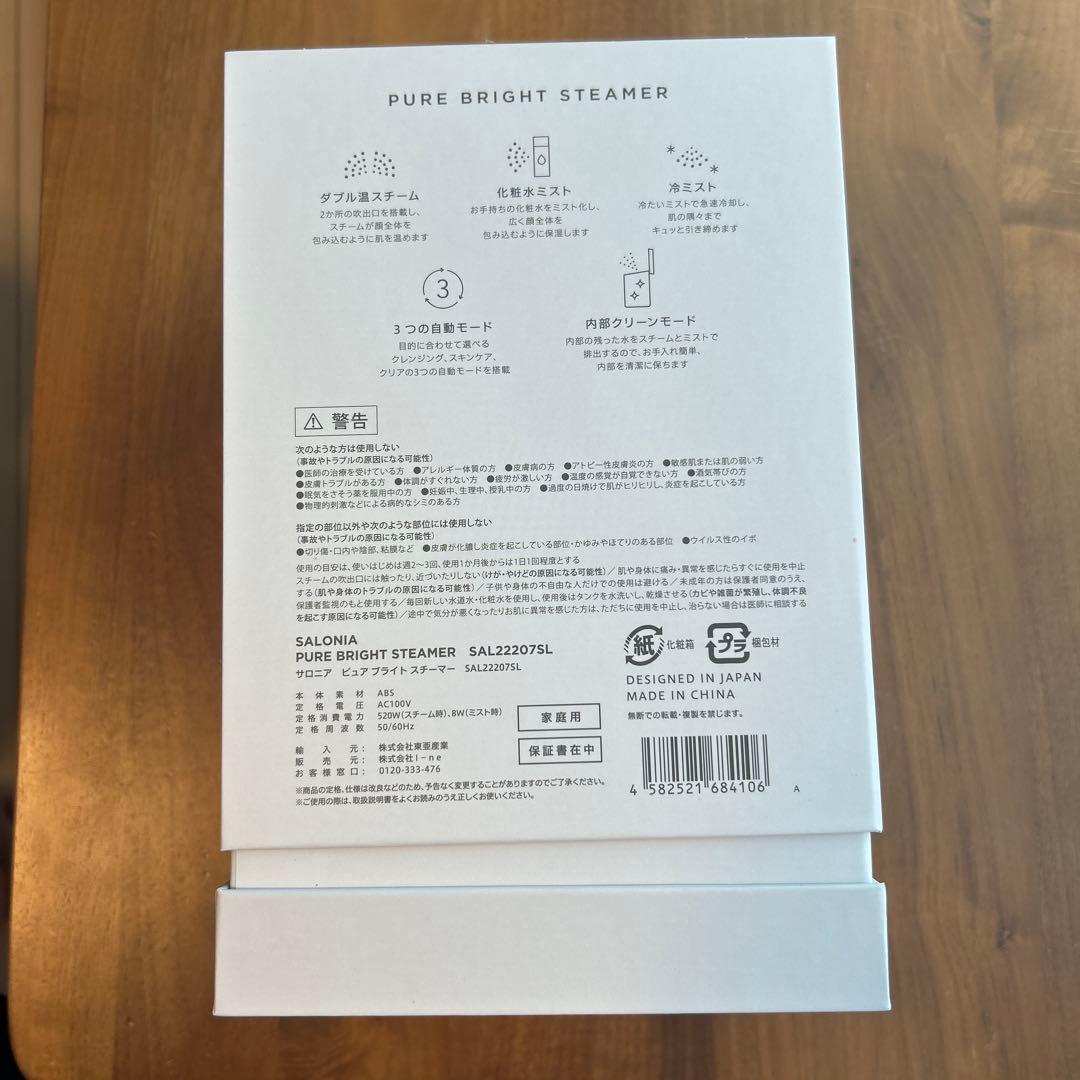 PURE BRIGHT STEAMER
ダブル温スチーム
2か所の吹出口を搭載し、
スチームが顔全体を
包み込むように肌を温めます
化粧水ミスト
お手持ちの化粧水をミスト化し、
広く顔全体を
包み込むように保湿します
冷ミスト
冷たいミストで急速冷却し、
肌の隅々まで
キュッと引き締めます
3
3つの自動モード
目的に合わせて選べる
クレンジング、スキンケア、
クリアの3つの自動モードを搭載
内部クリーンモード
内部の残った水をスチームとミストで
排出するので、お手入れ簡単、
内部を清潔に保ちます
警告
次のような方は使用しない
(事故やトラブルの原因になる可能性)
●医師の治療を受けている方 ●アレルギー体質の方 ●皮膚病の方 ●アトピー性皮膚炎の方 ●敏感肌または肌の弱い方
●皮膚トラブルがある方 ●体調がすぐれない方 ●疲労が激しい方 ●温度の感覚が自覚できない方 ●酒気帯びの方
●眠気をさそう薬を服用中の方 ●妊娠中、生理中、授乳中の方 ●過度の日焼けで肌がヒリヒリし、炎症を起こしている方
●物理的刺激などによる病的なシミのある方
指定の部位以外や次のような部位には使用しない
(事故やトラブルの原因になる可能性)
●切り傷・口内や陰部、粘膜など ●皮膚が化膿し炎症を起こしている部位・かゆみやほてりのある部位 ●ウイルス性のイボ
使用の目安は、使いはじめは週2〜3回、使用1か月後からは1日1回程度とする
スチームの吹出口には触ったり、近づいたりしない(けが・やけどの原因になる可能性)/肌や身体に痛み・異常を感じたらすぐに使用を中止
する(肌や身体のトラブルの原因になる可能性)/子供や身体の不自由な人だけでの使用は避ける/未成年の方は保護者同意のうえ、
保護者監視のもと使用する/毎回新しい水道水・化粧水を使用し、使用後はタンクを水洗いし、乾燥させる(カビや雑菌が繁殖し、体調不良
を起こす原因になる可能性)/途中で気分が悪くなったりお肌に異常を感じた方は、ただちに使用を中止し、治らない場合は医師に相談する
SALONIA
PURE BRIGHT STEAMER SAL22207SL
サロニア ピュア ブライト スチーマー SAL22207SL
本体素材 : ABS
定格電圧 : AC100V
定格消費電力 : 520W(スチーム時)、8W(ミスト時)
定格周波数 : 50/60Hz
輸入元 : 株式会社東亜産業
販売元 : 株式会社I-ne
お客様窓口 : 0120-333-476
※商品の定格、仕様は改良などのため、予告なく変更することがありますのでご了承ください。
※ご使用の際は、取扱説明書をよくお読みのうえ正しくお使いください。
家庭用
保証書在中
紙 化粧箱
プラ 梱包材
DESIGNED IN JAPAN
MADE IN CHINA
無断での転載・複製を禁じます。
4 582521 684106 A